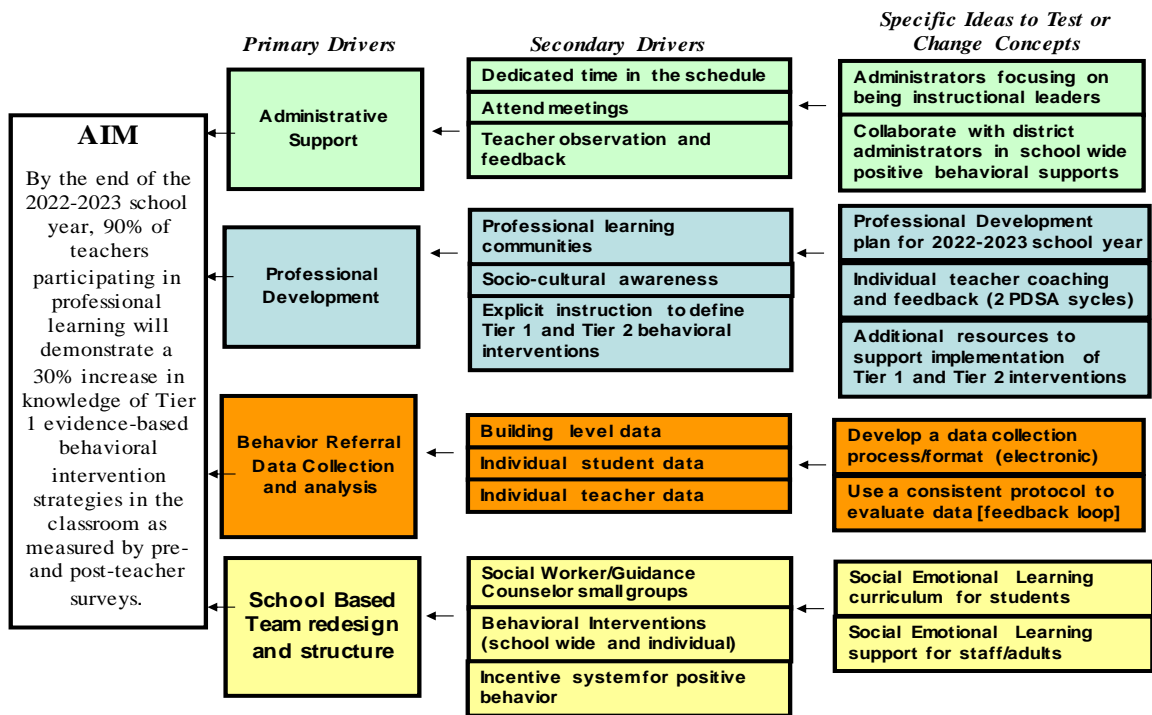 Primary Drivers
Secondary Drivers
Specific Ideas to Test or
Change Concepts
AIM
By the end of the
2022-2023 school
year, 90% of
teachers
participating in
professional
learning will
demonstrate a
30% increase in
knowledge of Tier
1 evidence-based
behavioral
intervention
strategies in the
classroom as
measured by pre-
and post-teacher
surveys.
Administrative
Support
Dedicated time in the schedule
Attend meetings
Teacher observation and
feedback
Administrators focusing on
being instructional leaders
Collaborate with district
administrators in school wide
positive behavioral supports
Professional
Development
Professional learning
communities
Socio-cultural awareness
Explicit instruction to define
Tier 1 and Tier 2 behavioral
interventions
Professional Development
plan for 2022-2023 school year
Individual teacher coaching
and feedback (2 PDSA sycles)
Additional resources to
support implementation of
Tier 1 and Tier 2 interventions
Behavior Referral
Data Collection
and analysis
Building level data
Individual student data
Individual teacher data
Develop a data collection
process/format (electronic)
Use a consistent protocol to
evaluate data [feedback loop]
School Based
Team redesign
and structure
Social Worker/Guidance
Counselor small groups
Behavioral Interventions
(school wide and individual)
Incentive system for positive
behavior
Social Emotional Learning
curriculum for students
Social Emotional Learning
support for staff/adults